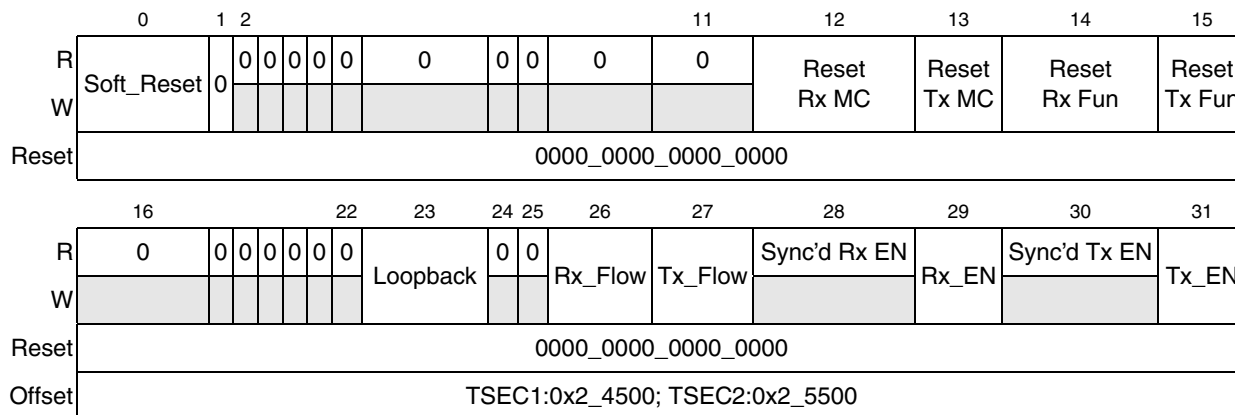 0 1 2 11 12 13 14 15
R Soft_Reset 0 0 0 0 0 0 0 0 0 0 0 Reset Rx MC Reset Tx MC Reset Rx Fun Reset Tx Fun
W
Reset 0000_0000_0000_0000
16 22 23 24 25 26 27 28 29 30 31
R 0 0 0 0 0 0 0 Loopback 0 0 Rx_Flow Tx_Flow Sync'd Rx EN Rx_EN Sync'd Tx EN Tx_EN
W
Reset 0000_0000_0000_0000
Offset TSEC1:0x2_4500; TSEC2:0x2_5500